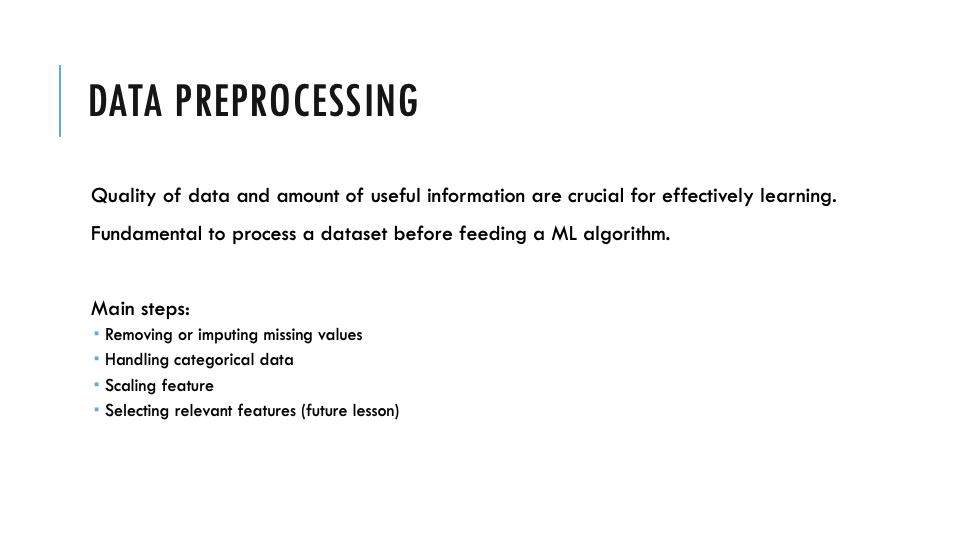 DATA PREPROCESSING
Quality of data and amount of useful information are crucial for effectively learning.
Fundamental to process a dataset before feeding a ML algorithm.
Main steps:
▪ Removing or imputing missing values
▪ Handling categorical data
▪ Scaling feature
▪ Selecting relevant features (future lesson)